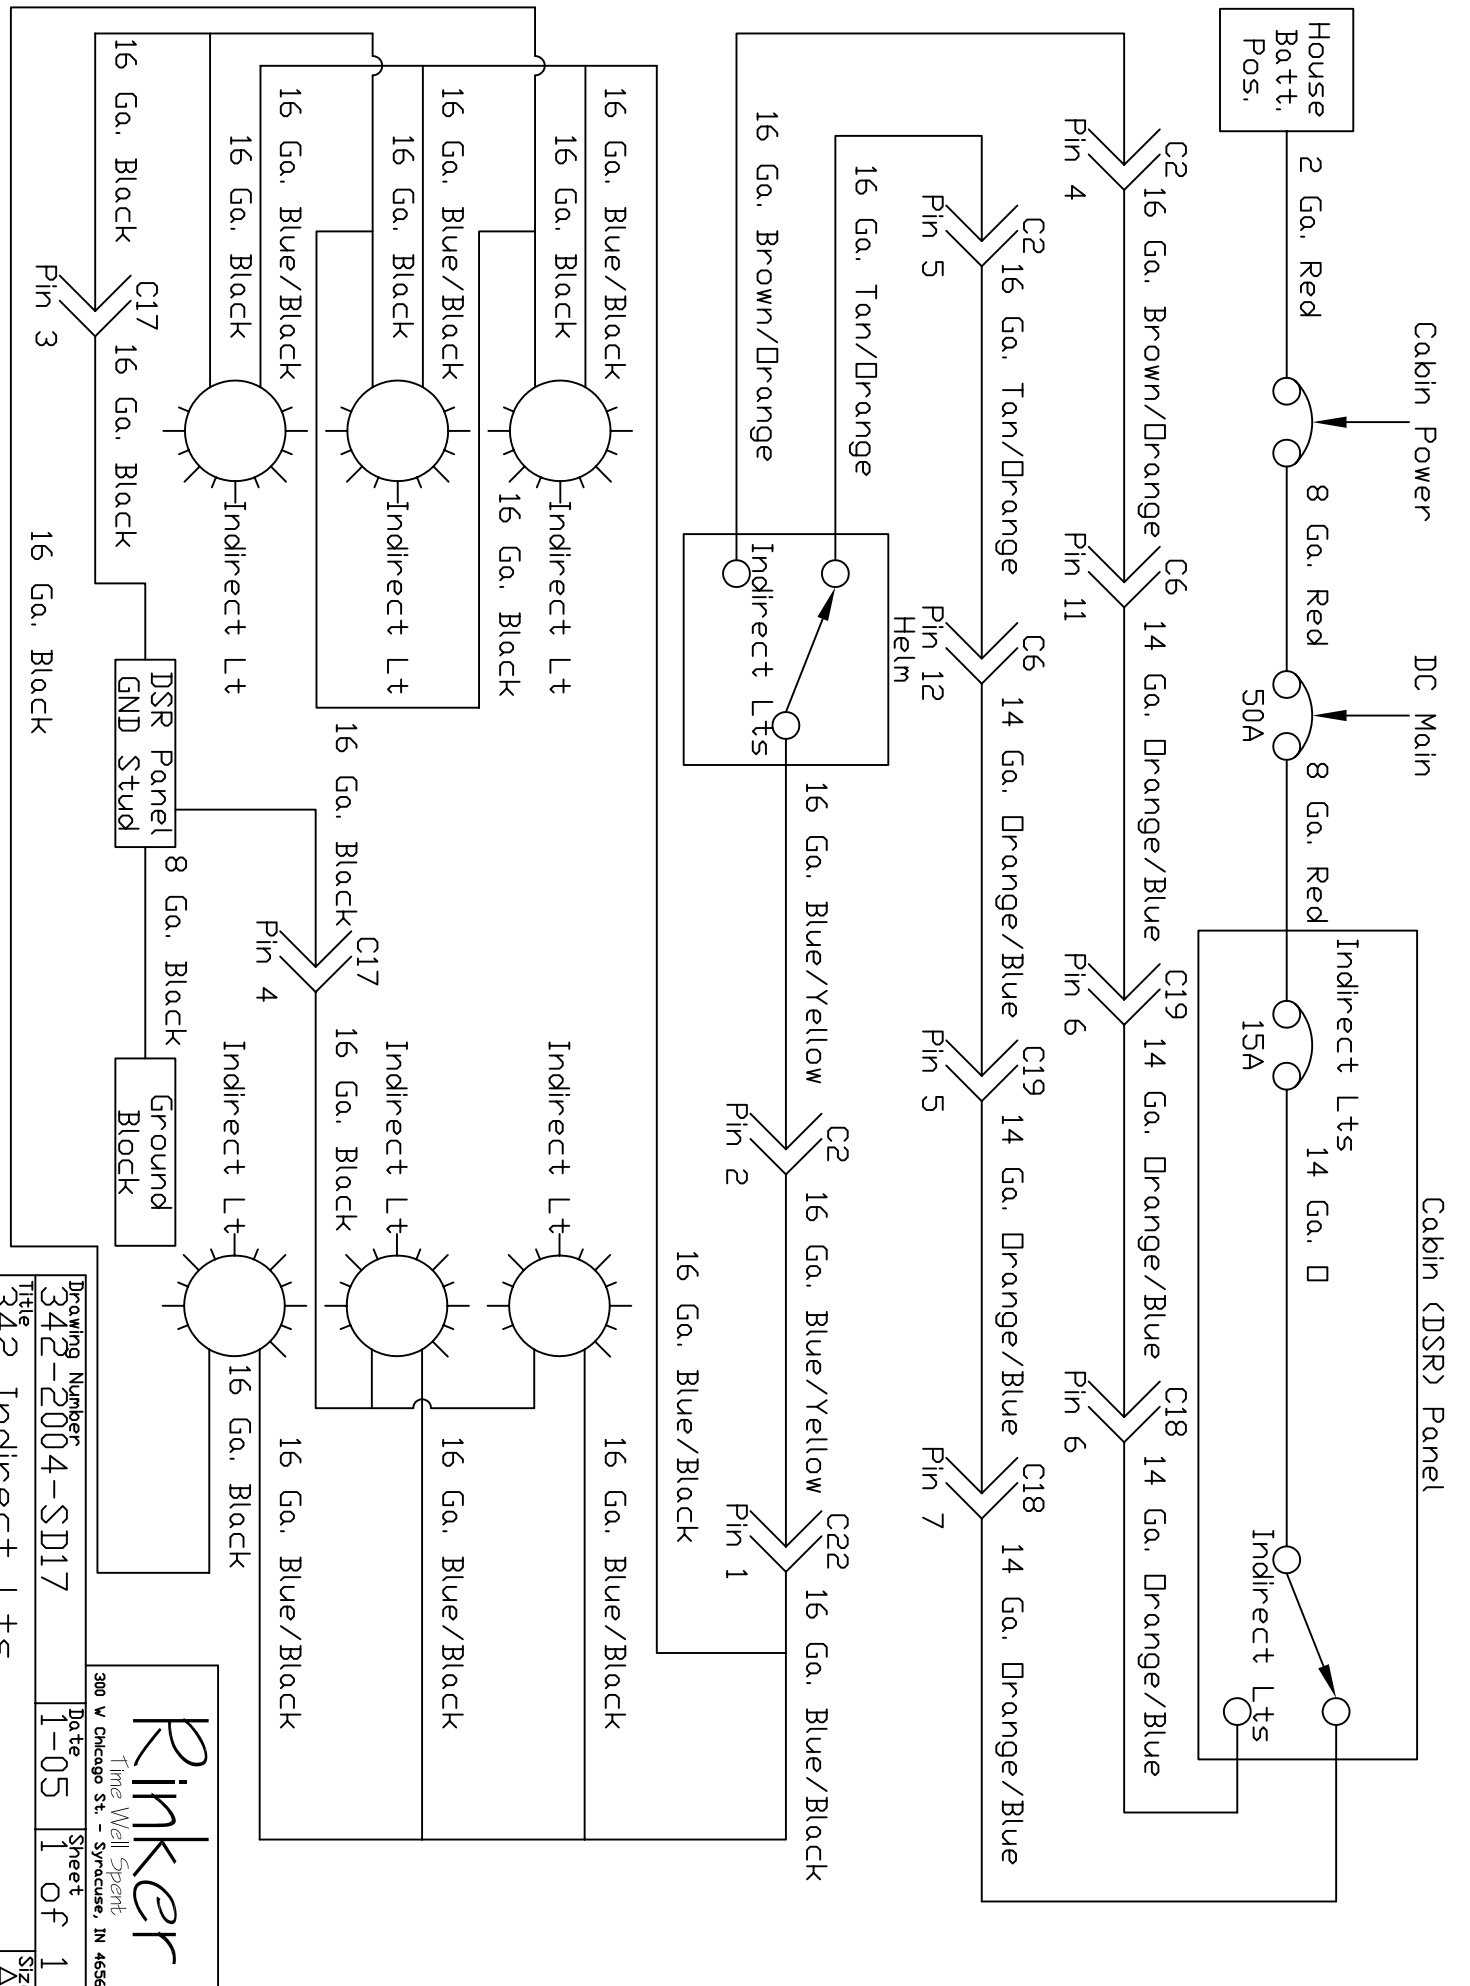 Cabin Power
DC Main
Cabin (DSR) Panel
House
Batt.
Pos.
2 Ga. Red
8 Ga. Red
50A
8 Ga. Red
Indirect Lts
15A
14 Ga. O
Indirect Lts
C2
Pin 4
16 Ga. Brown/Orange
C6
Pin 11
14 Ga. Orange/Blue
C19
Pin 6
14 Ga. Orange/Blue
C18
Pin 6
14 Ga. Orange/Blue
C2
Pin 5
16 Ga. Tan/Orange
C6
Pin 12
14 Ga. Orange/Blue
C19
Pin 5
14 Ga. Orange/Blue
C18
Pin 7
14 Ga. Orange/Blue
16 Ga. Tan/Orange
16 Ga. Brown/Orange
Helm
Indirect Lts
16 Ga. Blue/Yellow
C2
Pin 2
16 Ga. Blue/Yellow
C22
Pin 1
16 Ga. Blue/Black
16 Ga. Blue/Black
16 Ga. Blue/Black
16 Ga. Black
Indirect Lt
16 Ga. Black
Indirect Lt
16 Ga. Blue/Black
16 Ga. Blue/Black
16 Ga. Black
Indirect Lt
16 Ga. Black
C17
Pin 4
16 Ga. Black
Indirect Lt
16 Ga. Blue/Black
16 Ga. Blue/Black
16 Ga. Black
Indirect Lt
Indirect Lt
16 Ga. Black
16 Ga. Blue/Black
16 Ga. Black
C17
Pin 3
16 Ga. Black
DSR Panel
GND Stud
8 Ga. Black
Ground
Block
16 Ga. Black
Rinker
Time Well Spent
300 W Chicago St. - Syracuse, IN 4656
Drawing Number
342-2004-SD17
Date
1-05
Sheet
1 of 1
Title
342 Indirect Lts